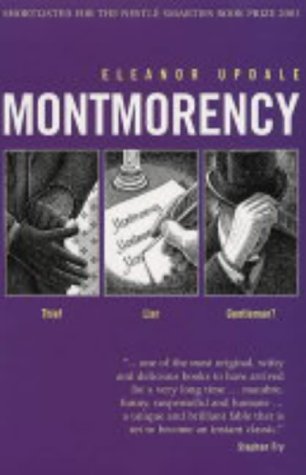 SHORTLISTED FOR THE NESTLÉ SMARTIES BOOK PRIZE 2003
ELEANOR UPDALE
MONTMORENCY
Montmorency
Montmorency
Thief
Liar
Gentleman?
"... one of the most original, witty
and delicious books to have arrived
for a very long time ... macabre,
funny, suspenseful and humane ...
a unique and brilliant fable that is
set to become an instant classic."
Stephen Fry